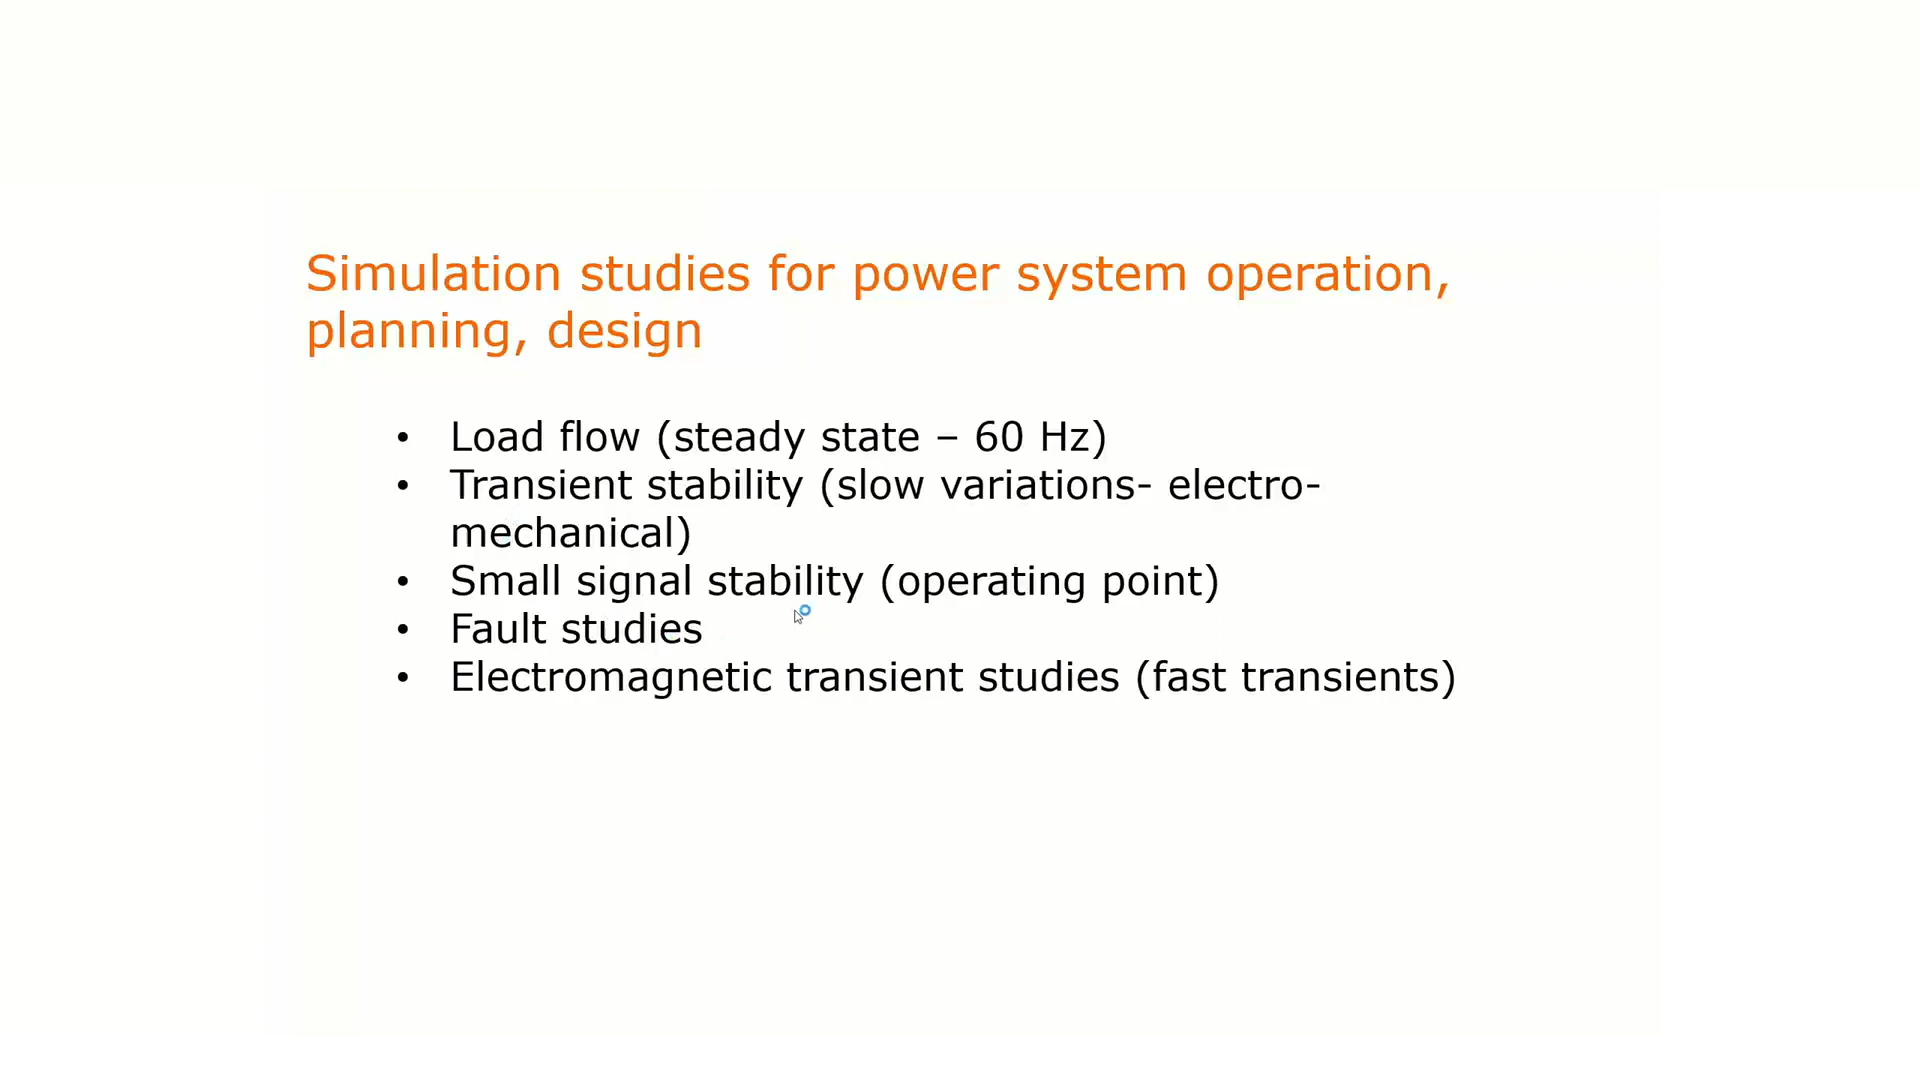 Simulation studies for power system operation,
planning, design
• Load flow (steady state – 60 Hz)
• Transient stability (slow variations- electro-
mechanical)
• Small signal stability (operating point)
• Fault studies
• Electromagnetic transient studies (fast transients)